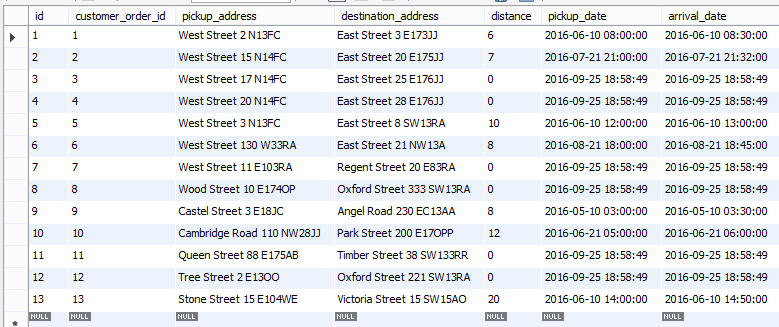 id customer_order_id pickup_address destination_address distance pickup_date arrival_date
1 1 West Street 2 N13FC East Street 3 E173JJ 6 2016-06-10 08:00:00 2016-06-10 08:30:00
2 2 West Street 15 N14FC East Street 20 E175JJ 7 2016-07-21 21:00:00 2016-07-21 21:32:00
3 3 West Street 17 N14FC East Street 25 E176JJ 0 2016-09-25 18:58:49 2016-09-25 18:58:49
4 4 West Street 20 N14FC East Street 28 E176JJ 0 2016-09-25 18:58:49 2016-09-25 18:58:49
5 5 West Street 3 N13FC East Street 8 SW13RA 10 2016-06-10 12:00:00 2016-06-10 13:00:00
6 6 West Street 130 W33RA East Street 21 NW13A 8 2016-08-21 18:00:00 2016-08-21 18:45:00
7 7 West Street 11 E103RA Regent Street 20 E83RA 0 2016-09-25 18:58:49 2016-09-25 18:58:49
8 8 Wood Street 10 E174OP Oxford Street 333 SW13RA 0 2016-09-25 18:58:49 2016-09-25 18:58:49
9 9 Castel Street 3 E18JC Angel Road 230 EC13AA 8 2016-05-10 03:00:00 2016-05-10 03:30:00
10 10 Cambridge Road 110 NW28JJ Park Street 200 E17OPP 12 2016-06-21 05:00:00 2016-06-21 06:00:00
11 11 Queen Street 88 E175AB Timber Street 38 SW133RR 0 2016-09-25 18:58:49 2016-09-25 18:58:49
12 12 Tree Street 2 E13OO Oxford Street 221 SW13RA 0 2016-09-25 18:58:49 2016-09-25 18:58:49
13 13 Stone Street 15 E104WE Victoria Street 15 SW15AO 20 2016-06-10 14:00:00 2016-06-10 14:50:00
NULL NULL NULL NULL NULL NULL NULL